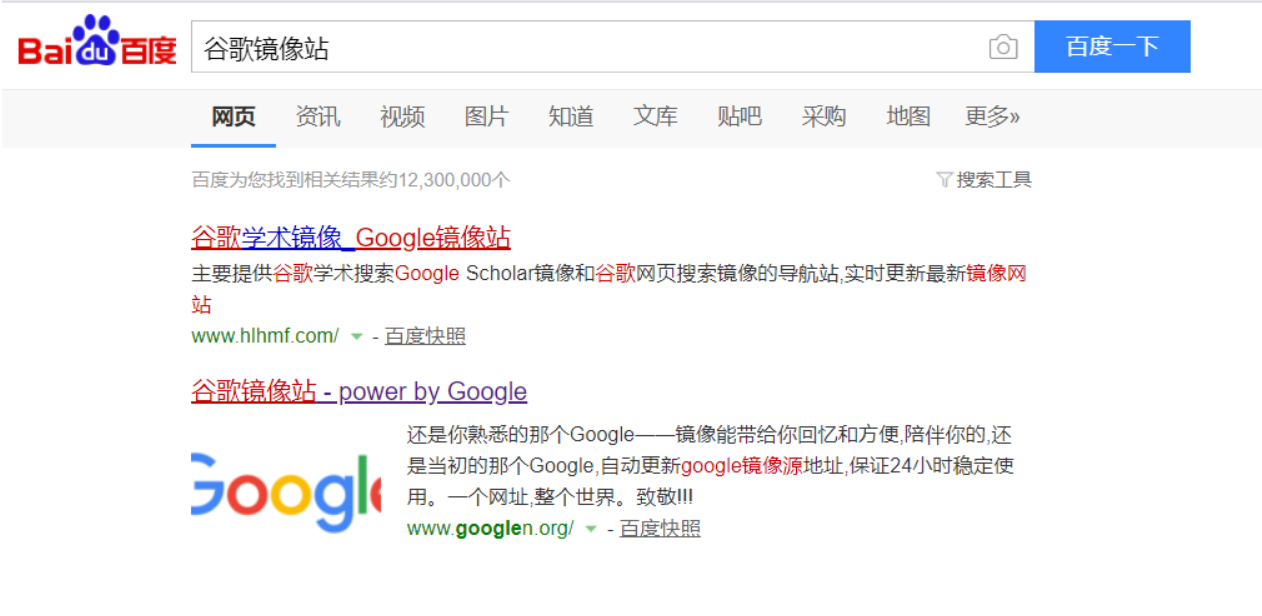 Bai du 百度 谷歌镜像站 百度一下
网页 资讯 视频 图片 知道 文库 贴吧 采购 地图 更多»
百度为您找到相关结果约12,300,000个 搜索工具
谷歌学术镜像_Google镜像站
主要提供谷歌学术搜索Google Scholar镜像和谷歌网页搜索镜像的导航站,实时更新最新镜像网
站
www.hlhmf.com/ - 百度快照
谷歌镜像站 - power by Google
还是你熟悉的那个Google——镜像能带给你回忆和方便,陪伴你的,还
是当初的那个Google,自动更新google镜像源地址,保证24小时稳定使
Googl
用。一个网址,整个世界。致敬!!!
www.googlen.org/ - 百度快照